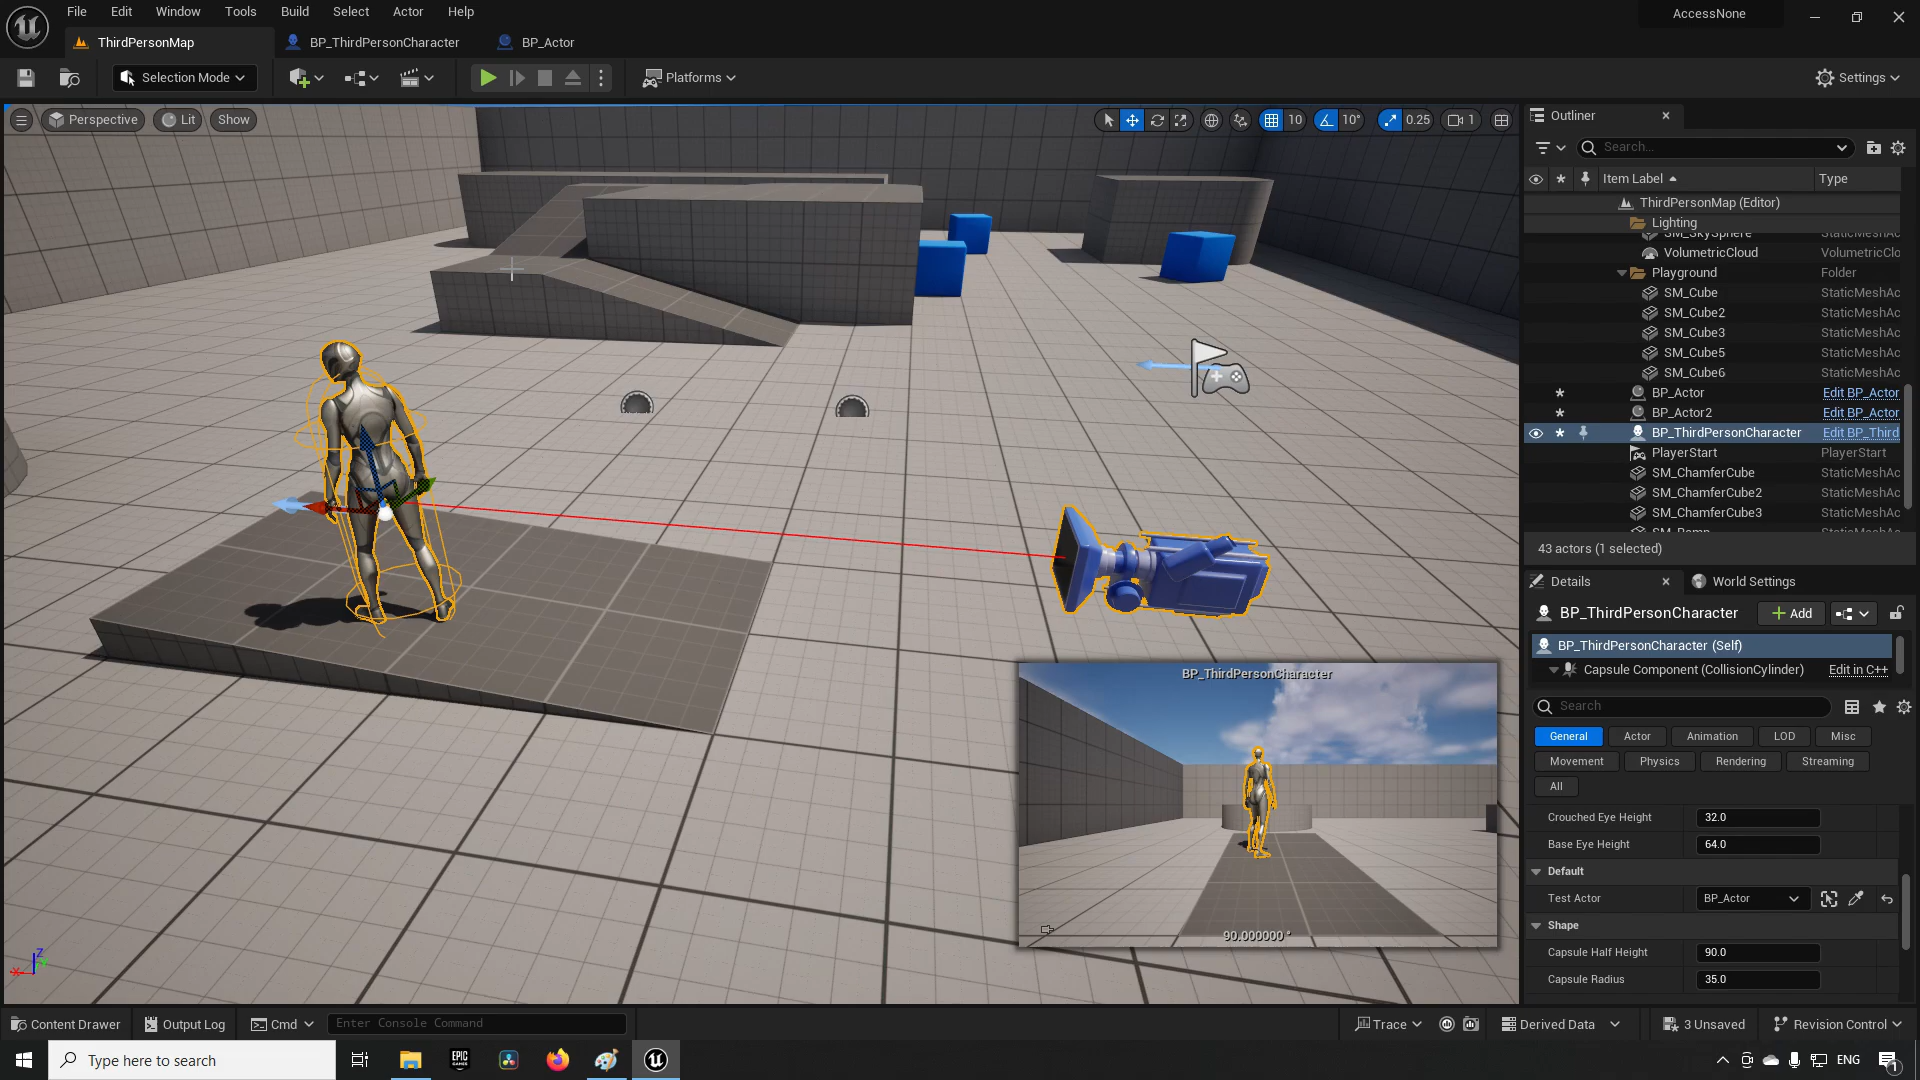 File Edit Window Tools Build Select Actor Help
AccessNone
ThirdPersonMap
BP_ThirdPersonCharacter
BP_Actor
Selection Mode
Platforms
Settings
Perspective
Lit
Show
10
10°
0.25
1
Outliner
Search...
Item Label
Type
ThirdPersonMap (Editor)
Lighting
SM_SkySphere StaticMeshAc
VolumetricCloud VolumetricClo
Playground Folder
SM_Cube StaticMeshAc
SM_Cube2 StaticMeshAc
SM_Cube3 StaticMeshAc
SM_Cube5 StaticMeshAc
SM_Cube6 StaticMeshAc
BP_Actor Edit BP_Actor
BP_Actor2 Edit BP_Actor
BP_ThirdPersonCharacter Edit BP_Third
PlayerStart PlayerStart
SM_ChamferCube StaticMeshAc
SM_ChamferCube2 StaticMeshAc
SM_ChamferCube3 StaticMeshAc
SM_Ramp StaticMeshAc
43 actors (1 selected)
Details
World Settings
BP_ThirdPersonCharacter
Add
BP_ThirdPersonCharacter (Self)
Capsule Component (CollisionCylinder) Edit in C++
Search
General Actor Animation LOD Misc
Movement Physics Rendering Streaming
All
Crouched Eye Height 32.0
Base Eye Height 64.0
Default
Test Actor BP_Actor
Shape
Capsule Half Height 90.0
Capsule Radius 35.0
BP_ThirdPersonCharacter
90.000000 °
X Y Z
Content Drawer
Output Log
Cmd
Enter Console Command
Trace
Derived Data
3 Unsaved
Revision Control
Type here to search
EPIC GAMES
ENG
1